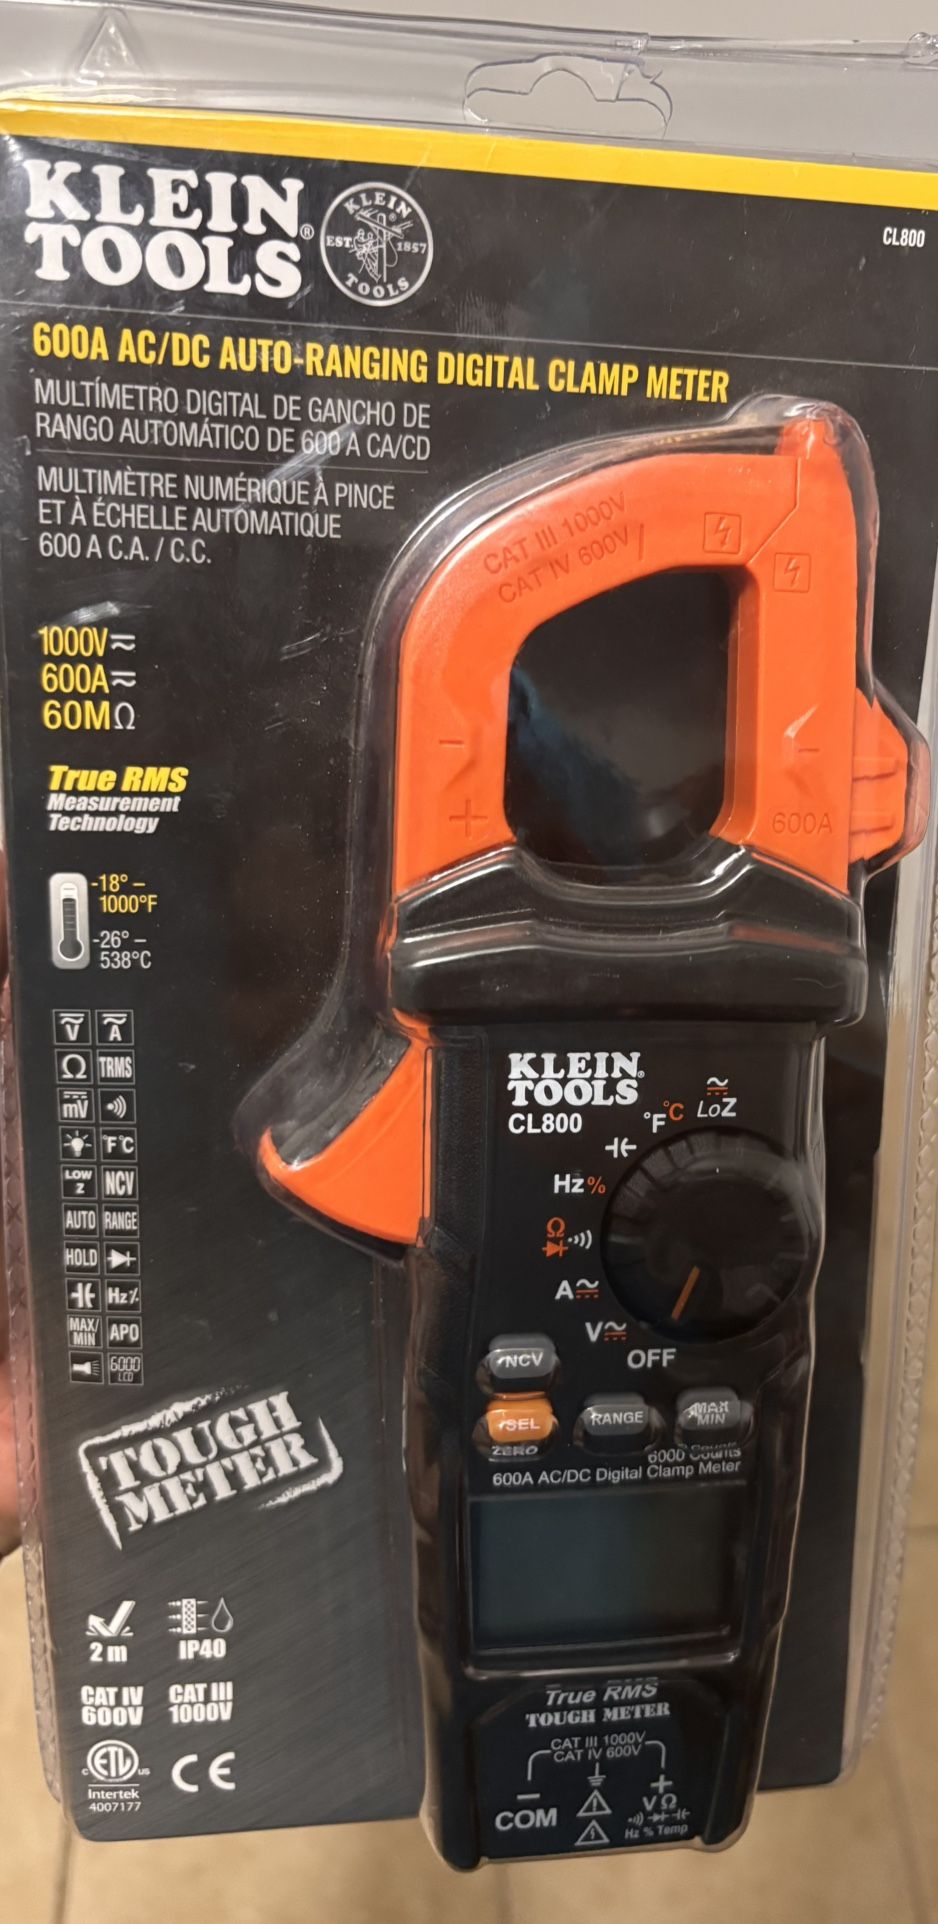 KLEIN
TOOLS®
KLEIN
EST. 1857
TOOLS
CL800
600A AC/DC AUTO-RANGING DIGITAL CLAMP METER
MULTÍMETRO DIGITAL DE GANCHO DE
RANGO AUTOMÁTICO DE 600 A CA/CD
MULTIMÈTRE NUMÉRIQUE À PINCE
ET À ÉCHELLE AUTOMATIQUE
600 A C.A. / C.C.
CAT III 1000V
CAT IV 600V
1000V
600A
60MΩ
True RMS
Measurement
Technology
-18° –
1000°F
-26° –
538°C
− −
+ 600A
V A
Ω TRMS
mV
°F°C
LOW Z NCV
AUTO RANGE
HOLD
Hz%
MAX/MIN APO
6000 LCD
KLEIN
TOOLS®
CL800
°F°C LoZ
Hz%
Ω
A
V
OFF
NCV
SEL RANGE MAX MIN
ZERO
6000 Counts
600A AC/DC Digital Clamp Meter
TOUGH
METER
2 m IP40
CAT IV 600V CAT III 1000V
C ETL US CE
Intertek
4007177
True RMS
TOUGH METER
CAT III 1000V
CAT IV 600V
− +
COM VΩ
Hz % Temp